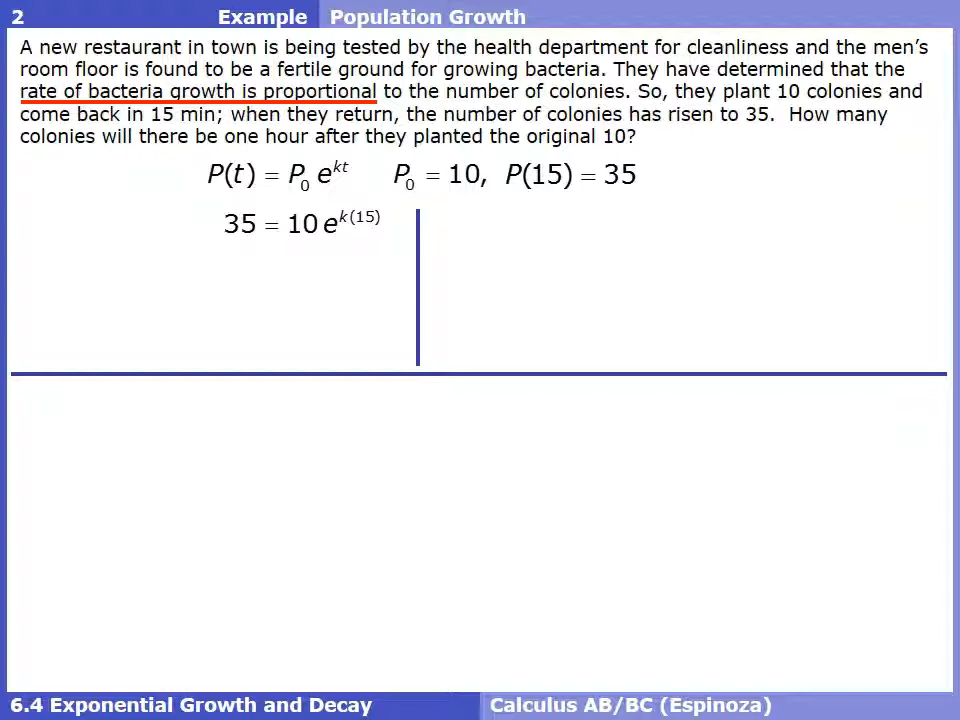 2 Example Population Growth
A new restaurant in town is being tested by the health department for cleanliness and the men’s
room floor is found to be a fertile ground for growing bacteria. They have determined that the
rate of bacteria growth is proportional to the number of colonies. So, they plant 10 colonies and
come back in 15 min; when they return, the number of colonies has risen to 35. How many
colonies will there be one hour after they planted the original 10?
P(t) = P₀ e^{kt} P₀ = 10, P(15) = 35
35 = 10 e^{k(15)}
6.4 Exponential Growth and Decay Calculus AB/BC (Espinoza)